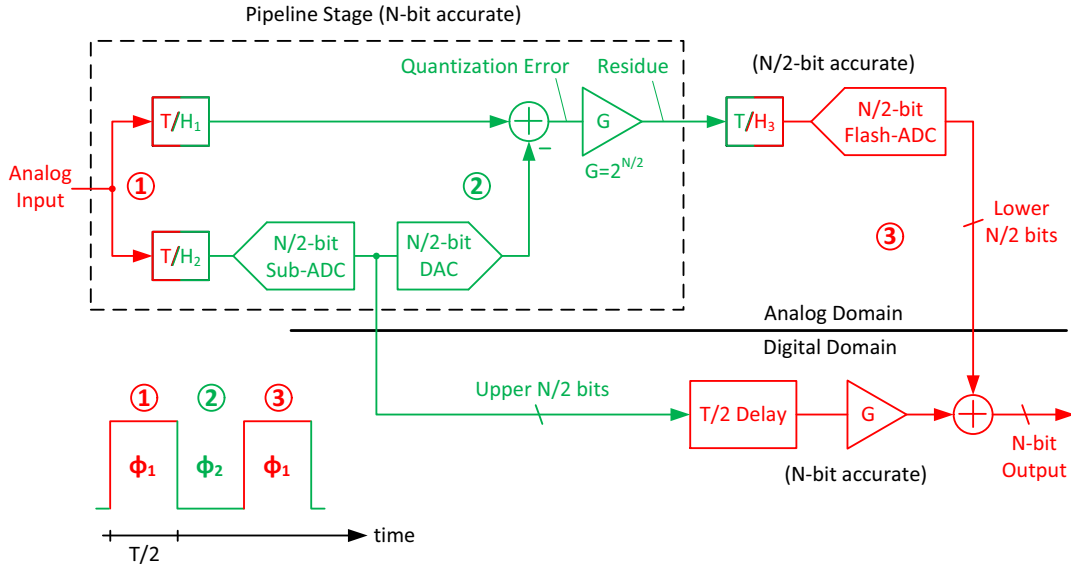 Pipeline Stage (N-bit accurate)
Quantization Error
Residue
(N/2-bit accurate)
T/H1
G
G=2^N/2
T/H3
N/2-bit
Flash-ADC
Analog
Input
①
②
−
T/H2
N/2-bit
Sub-ADC
N/2-bit
DAC
③
Lower
N/2 bits
Analog Domain
Digital Domain
Upper N/2 bits
T/2 Delay
G
N-bit
Output
(N-bit accurate)
① ② ③
Φ1 Φ2 Φ1
time
T/2